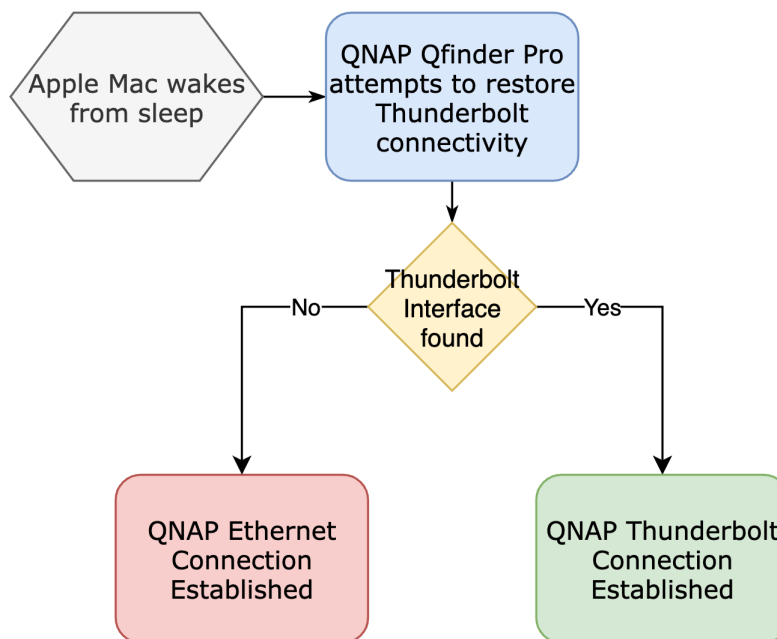 Apple Mac wakes
from sleep
QNAP Qfinder Pro
attempts to restore
Thunderbolt
connectivity
Thunderbolt
Interface
found
No
Yes
QNAP Ethernet
Connection
Established
QNAP Thunderbolt
Connection
Established